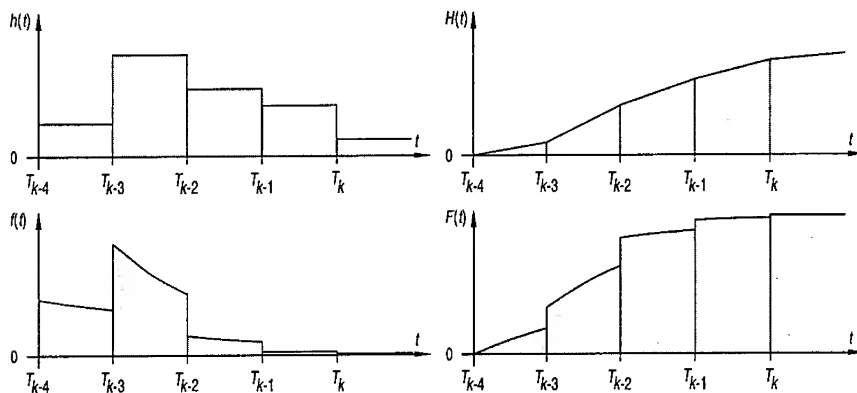 h(t)
t
0
T_{k-4} T_{k-3} T_{k-2} T_{k-1} T_k
H(t)
t
0
T_{k-4} T_{k-3} T_{k-2} T_{k-1} T_k
f(t)
t
0
T_{k-4} T_{k-3} T_{k-2} T_{k-1} T_k
F(t)
t
0
T_{k-4} T_{k-3} T_{k-2} T_{k-1} T_k